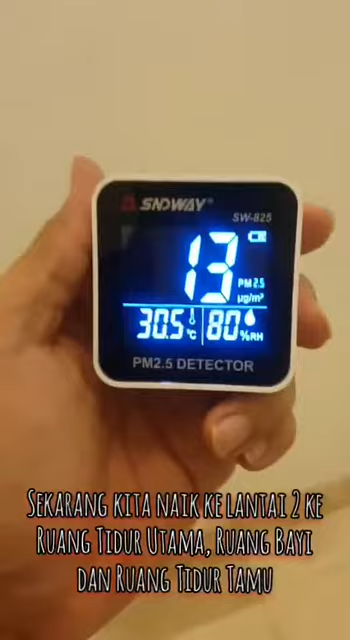 SNDWAY®
SW-825
13
PM2.5
µg/m³
30.5 °C 80 %RH
PM2.5 DETECTOR
SEKARANG KITA NAIK KE LANTAI 2 KE
RUANG TIDUR UTAMA, RUANG BAYI
DAN RUANG TIDUR TAMU